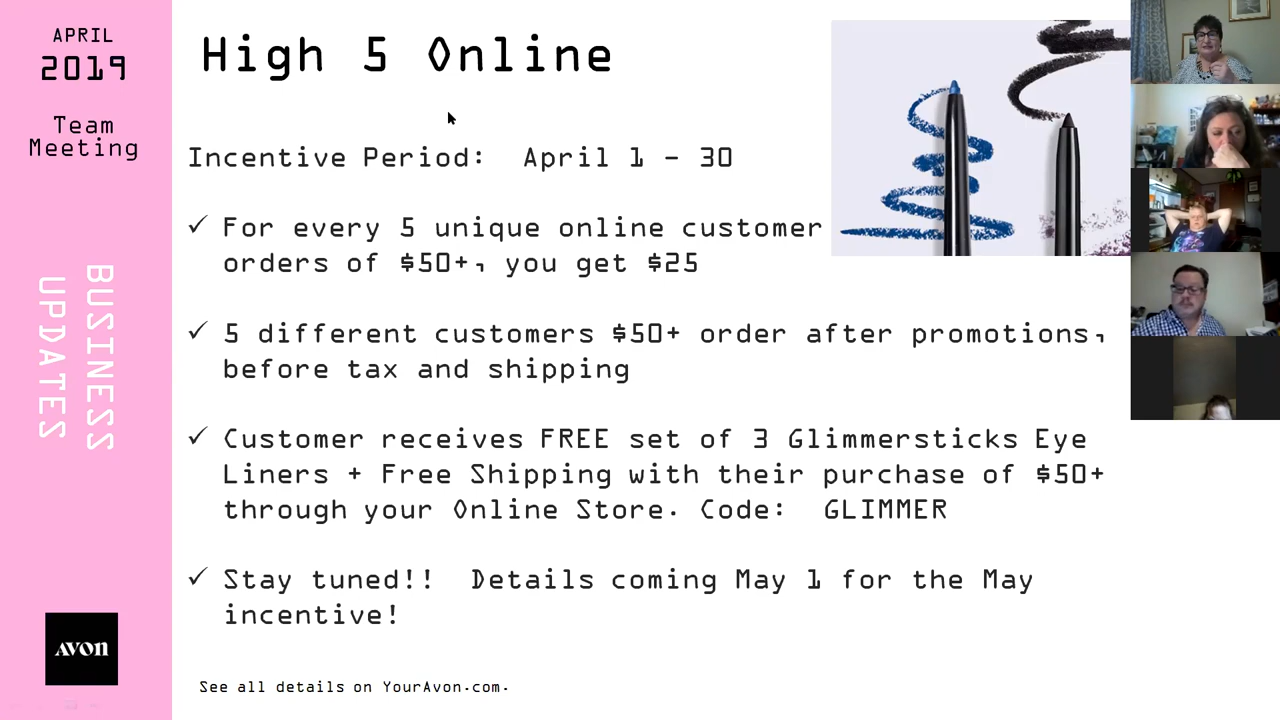 APRIL
2019
Team
Meeting
BUSINESS
UPDATES
AVON
High 5 Online
Incentive Period:  April 1 – 30
✓ For every 5 unique online customer
orders of $50+, you get $25
✓ 5 different customers $50+ order after promotions,
before tax and shipping
✓ Customer receives FREE set of 3 Glimmersticks Eye
Liners + Free Shipping with their purchase of $50+
through your Online Store. Code:  GLIMMER
✓ Stay tuned!!  Details coming May 1 for the May
incentive!
See all details on YourAvon.com.